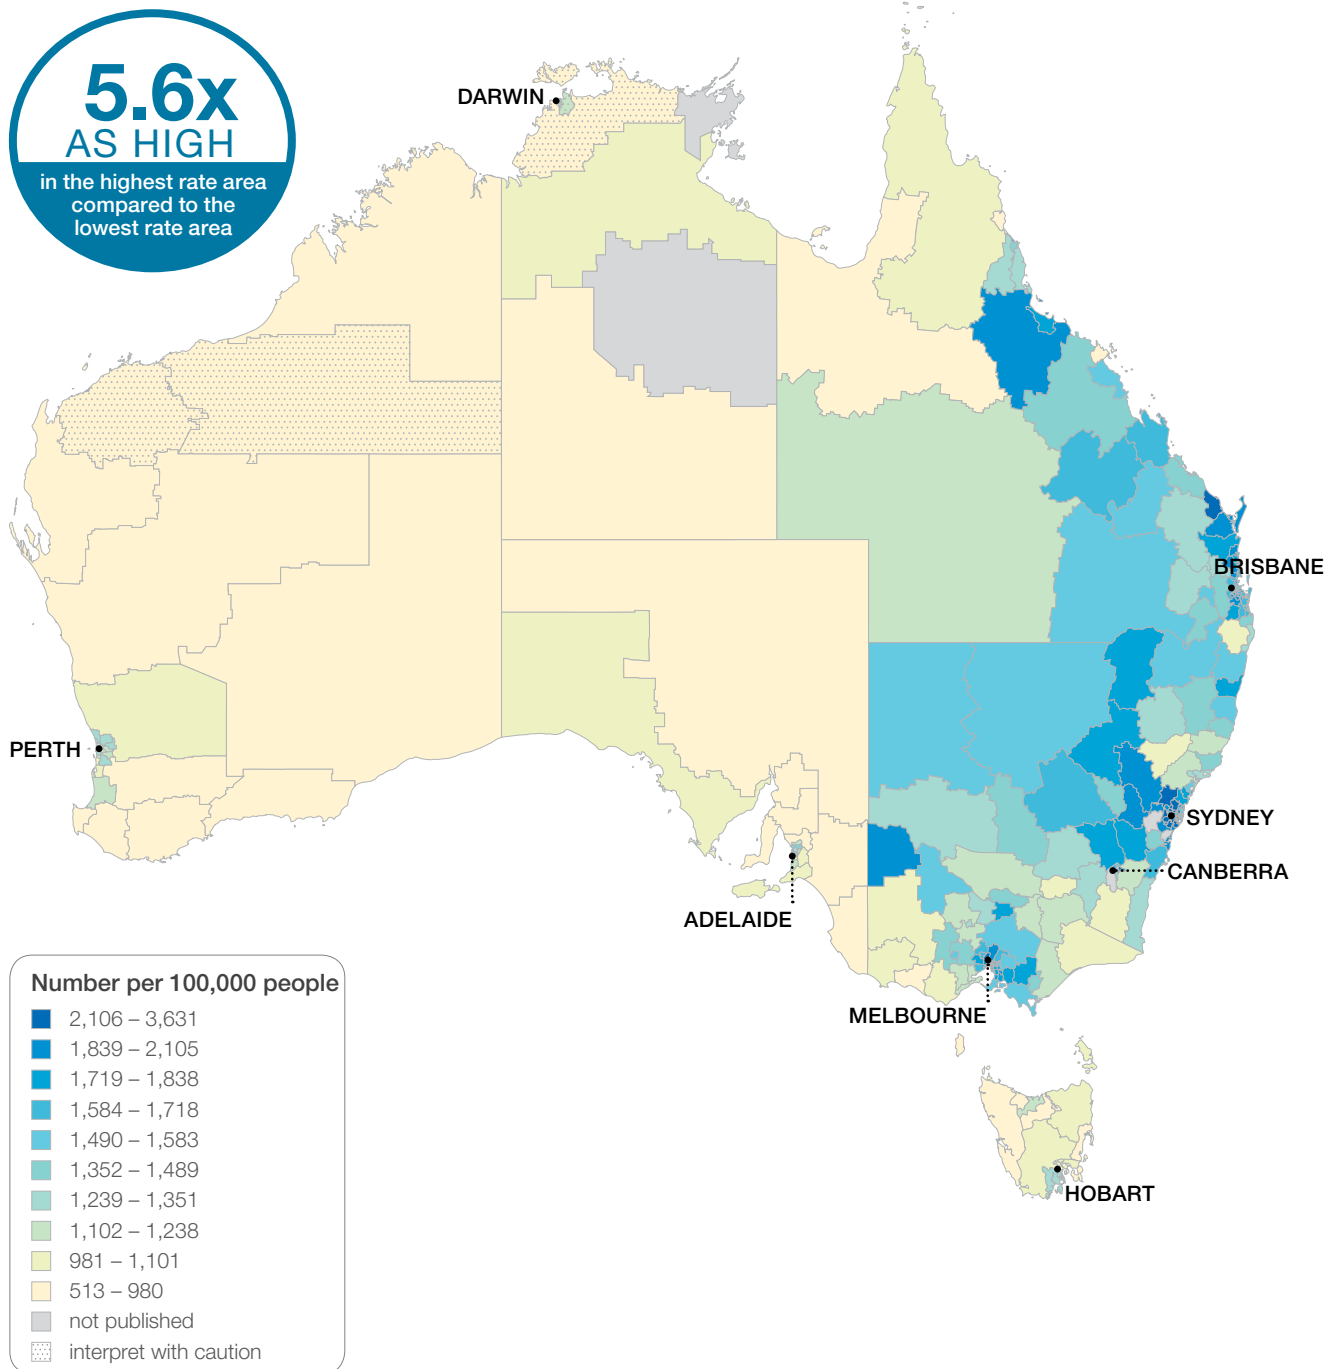 5.6x
AS HIGH
in the highest rate area
compared to the
lowest rate area
DARWIN
BRISBANE
PERTH
SYDNEY
CANBERRA
ADELAIDE
MELBOURNE
HOBART
Number per 100,000 people
2,106 – 3,631
1,839 – 2,105
1,719 – 1,838
1,584 – 1,718
1,490 – 1,583
1,352 – 1,489
1,239 – 1,351
1,102 – 1,238
981 – 1,101
513 – 980
not published
interpret with caution